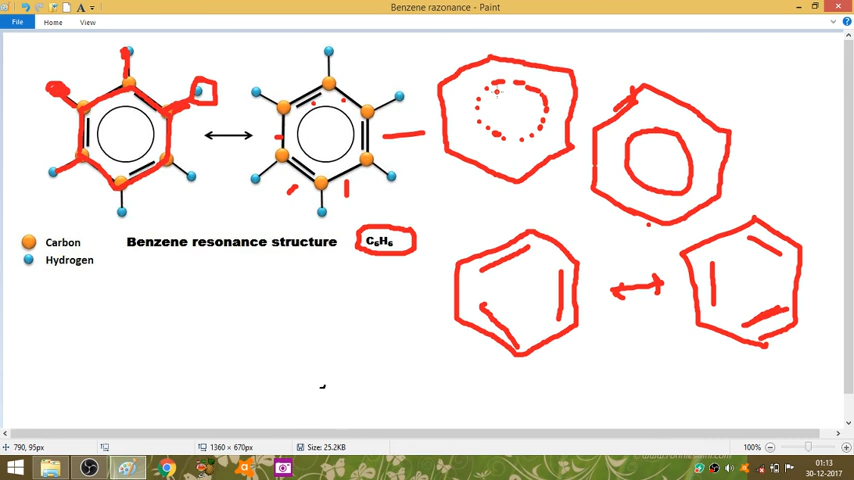 Benzene razonance - Paint
File Home View
Carbon
Hydrogen
Benzene resonance structure
C₆H₆
790, 95px
1360 × 670px
Size: 25.2KB
100%
01:13
30-12-2017